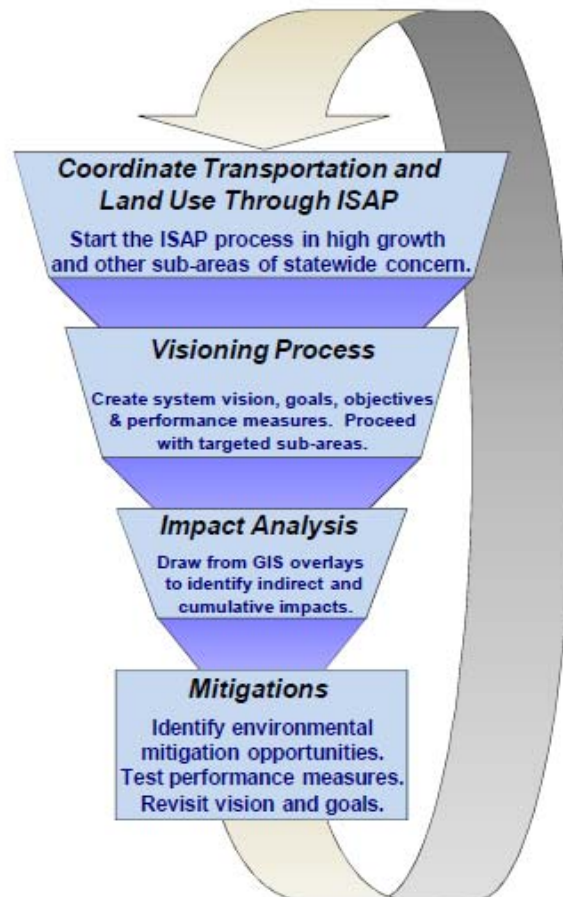 Coordinate Transportation and
Land Use Through ISAP
Start the ISAP process in high growth
and other sub-areas of statewide concern.
Visioning Process
Create system vision, goals, objectives
& performance measures. Proceed
with targeted sub-areas.
Impact Analysis
Draw from GIS overlays
to identify indirect and
cumulative impacts.
Mitigations
Identify environmental
mitigation opportunities.
Test performance measures.
Revisit vision and goals.